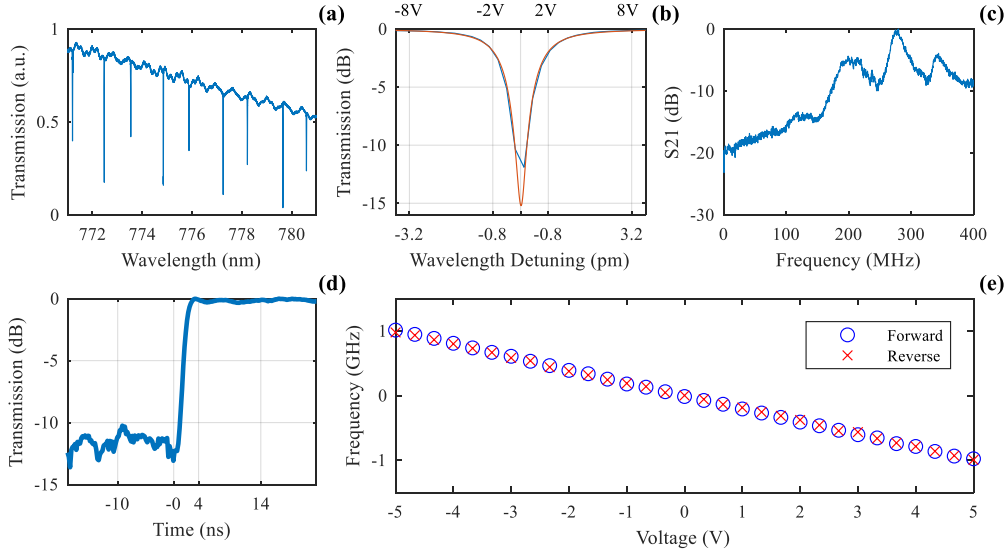 (a)
1
0.5
0
Transmission (a.u.)
772
774
776
778
780
Wavelength (nm)
-8V
-2V
2V
8V
(b)
0
-5
-10
-15
Transmission (dB)
-3.2
-0.8
-0.8
3.2
Wavelength Detuning (pm)
(c)
0
-10
-20
-30
S21 (dB)
0
100
200
300
400
Frequency (MHz)
(d)
0
-5
-10
-15
Transmission (dB)
-10
-0
4
14
Time (ns)
(e)
1
0
-1
Frequency (GHz)
Forward
Reverse
-5
-4
-3
-2
-1
0
1
2
3
4
5
Voltage (V)